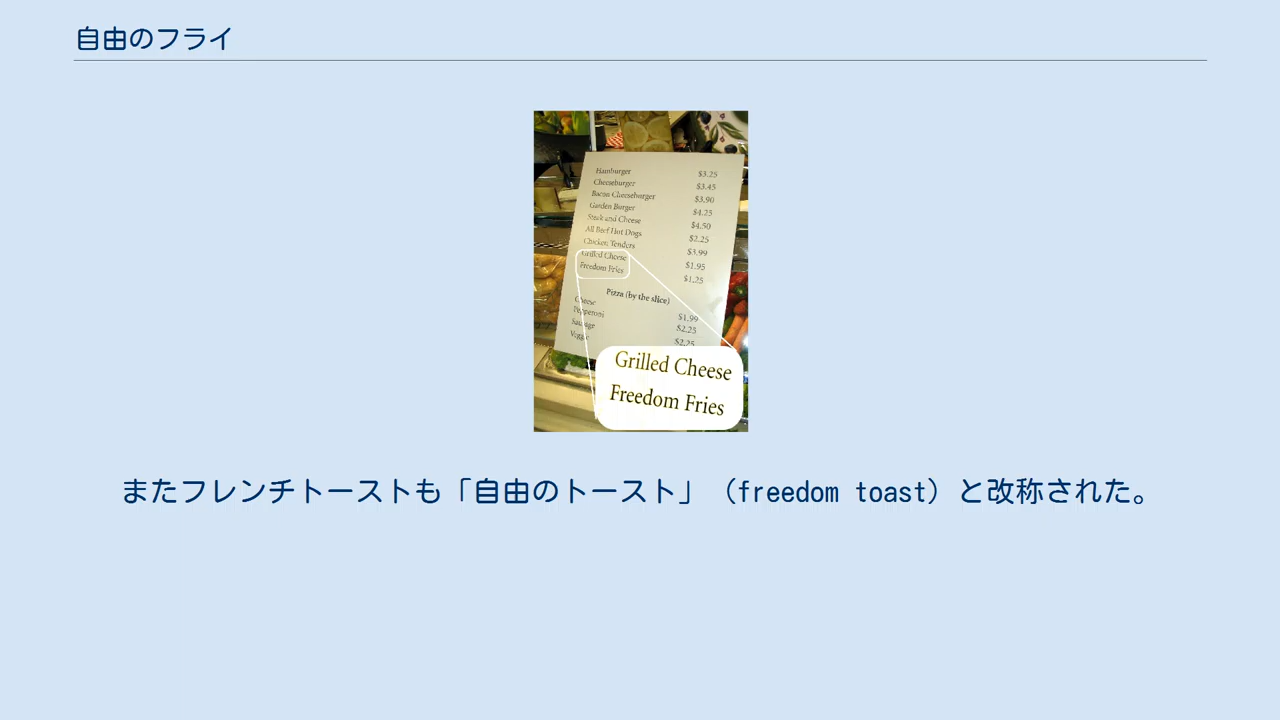 自由のフライ
Hamburger $3.25
Cheeseburger $3.45
Bacon Cheeseburger $3.90
Garden Burger $4.25
Steak and Cheese $4.50
All Beef Hot Dogs $2.25
Chicken Tenders $3.99
Grilled Cheese $1.95
Freedom Fries $1.25
Pizza (by the slice)
Cheese $1.99
Pepperoni $2.25
Sausage $2.25
Veggie
Grilled Cheese
Freedom Fries
またフレンチトーストも「自由のトースト」（freedom toast）と改称された。